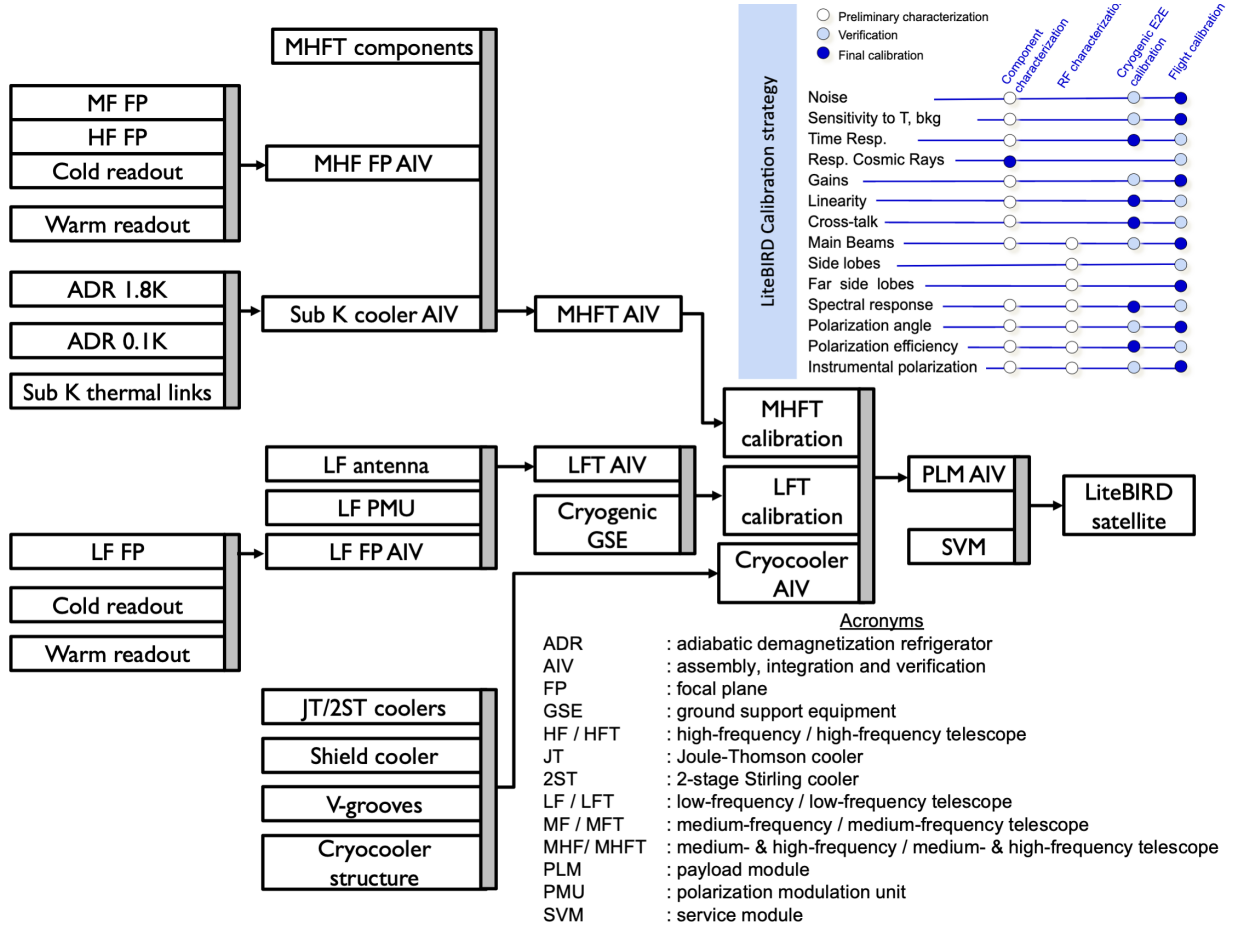 MHFT components
MF FP
HF FP
Cold readout
Warm readout
MHF FP AIV
ADR 1.8K
ADR 0.1K
Sub K thermal links
Sub K cooler AIV
MHFT AIV
LF antenna
LF PMU
LF FP AIV
LF FP
Cold readout
Warm readout
LFT AIV
Cryogenic
GSE
MHFT
calibration
LFT
calibration
Cryocooler
AIV
PLM AIV
SVM
LiteBIRD
satellite
JT/2ST coolers
Shield cooler
V-grooves
Cryocooler
structure
LiteBIRD Calibration strategy
Preliminary characterization
Verification
Final calibration
Component
characterization
RF characterization
Cryogenic E2E
calibration
Flight calibration
Noise
Sensitivity to T, bkg
Time Resp.
Resp. Cosmic Rays
Gains
Linearity
Cross-talk
Main Beams
Side lobes
Far side lobes
Spectral response
Polarization angle
Polarization efficiency
Instrumental polarization
Acronyms
ADR : adiabatic demagnetization refrigerator
AIV : assembly, integration and verification
FP : focal plane
GSE : ground support equipment
HF / HFT : high-frequency / high-frequency telescope
JT : Joule-Thomson cooler
2ST : 2-stage Stirling cooler
LF / LFT : low-frequency / low-frequency telescope
MF / MFT : medium-frequency / medium-frequency telescope
MHF/ MHFT : medium- & high-frequency / medium- & high-frequency telescope
PLM : payload module
PMU : polarization modulation unit
SVM : service module